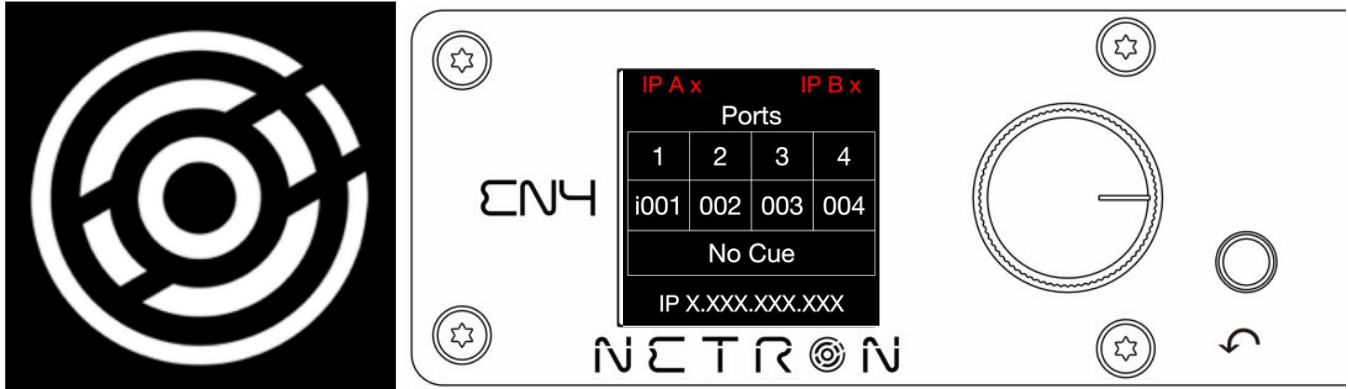 IP A x IP B x
Ports
1 2 3 4
i001 002 003 004
No Cue
IP X.XXX.XXX.XXX
EN4
NETRON